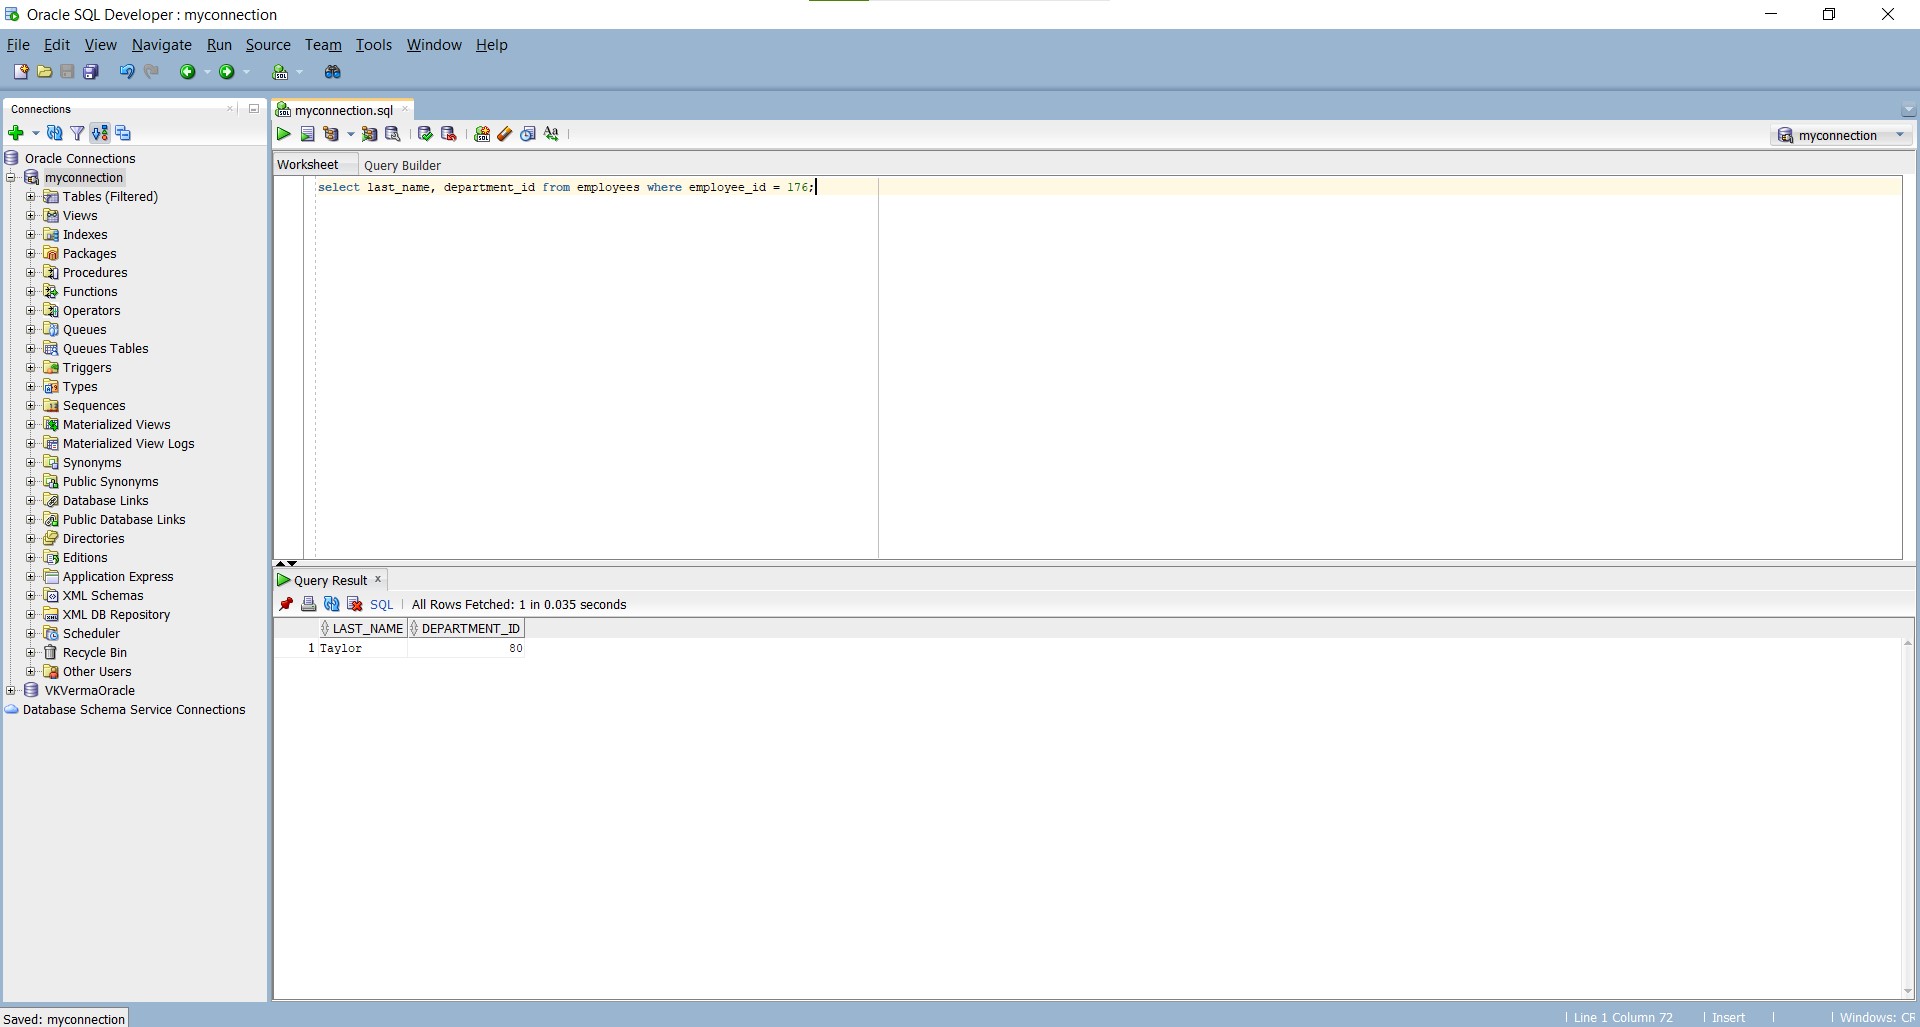 Oracle SQL Developer : myconnection
File Edit View Navigate Run Source Team Tools Window Help
Connections
myconnection.sql
myconnection
Worksheet Query Builder
Oracle Connections
myconnection
Tables (Filtered)
Views
Indexes
Packages
Procedures
Functions
Operators
Queues
Queues Tables
Triggers
Types
Sequences
Materialized Views
Materialized View Logs
Synonyms
Public Synonyms
Database Links
Public Database Links
Directories
Editions
Application Express
XML Schemas
XML DB Repository
Scheduler
Recycle Bin
Other Users
VKVermaOracle
Database Schema Service Connections
select last_name, department_id from employees where employee_id = 176;
Query Result
SQL All Rows Fetched: 1 in 0.035 seconds
LAST_NAME DEPARTMENT_ID
1 Taylor 80
Saved: myconnection
Line 1 Column 72 Insert Windows: CR